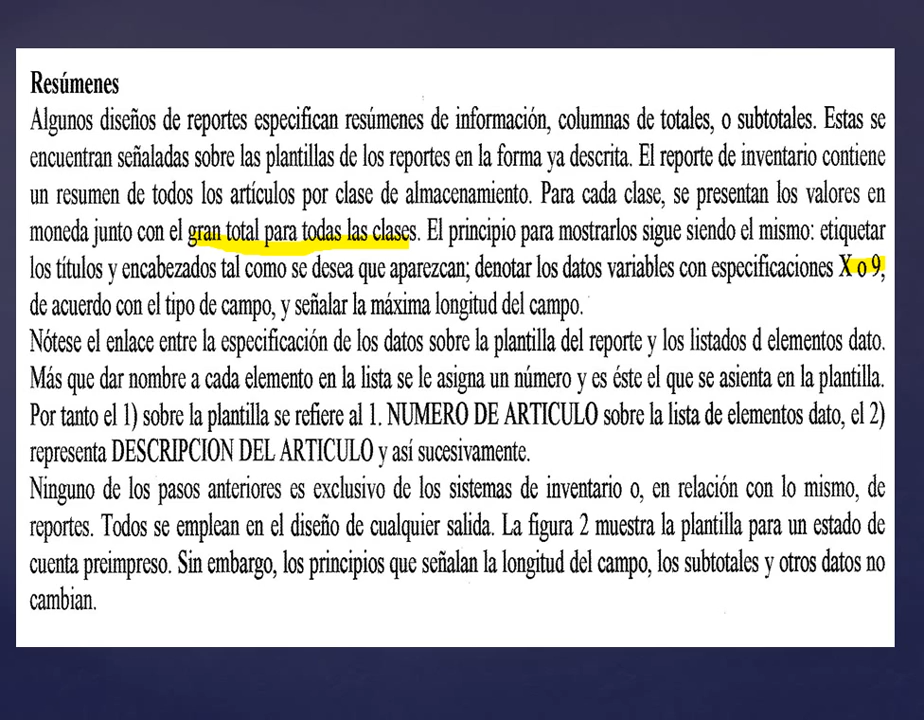 Resúmenes
Algunos diseños de reportes especifican resúmenes de información, columnas de totales, o subtotales. Estas se
encuentran señaladas sobre las plantillas de los reportes en la forma ya descrita. El reporte de inventario contiene
un resumen de todos los artículos por clase de almacenamiento. Para cada clase, se presentan los valores en
moneda junto con el gran total para todas las clases. El principio para mostrarlos sigue siendo el mismo: etiquetar
los títulos y encabezados tal como se desea que aparezcan; denotar los datos variables con especificaciones X o 9,
de acuerdo con el tipo de campo, y señalar la máxima longitud del campo.
Nótese el enlace entre la especificación de los datos sobre la plantilla del reporte y los listados d elementos dato.
Más que dar nombre a cada elemento en la lista se le asigna un número y es éste el que se asienta en la plantilla.
Por tanto el 1) sobre la plantilla se refiere al 1. NUMERO DE ARTICULO sobre la lista de elementos dato, el 2)
representa DESCRIPCION DEL ARTICULO y así sucesivamente.
Ninguno de los pasos anteriores es exclusivo de los sistemas de inventario o, en relación con lo mismo, de
reportes. Todos se emplean en el diseño de cualquier salida. La figura 2 muestra la plantilla para un estado de
cuenta preimpreso. Sin embargo, los principios que señalan la longitud del campo, los subtotales y otros datos no
cambian.